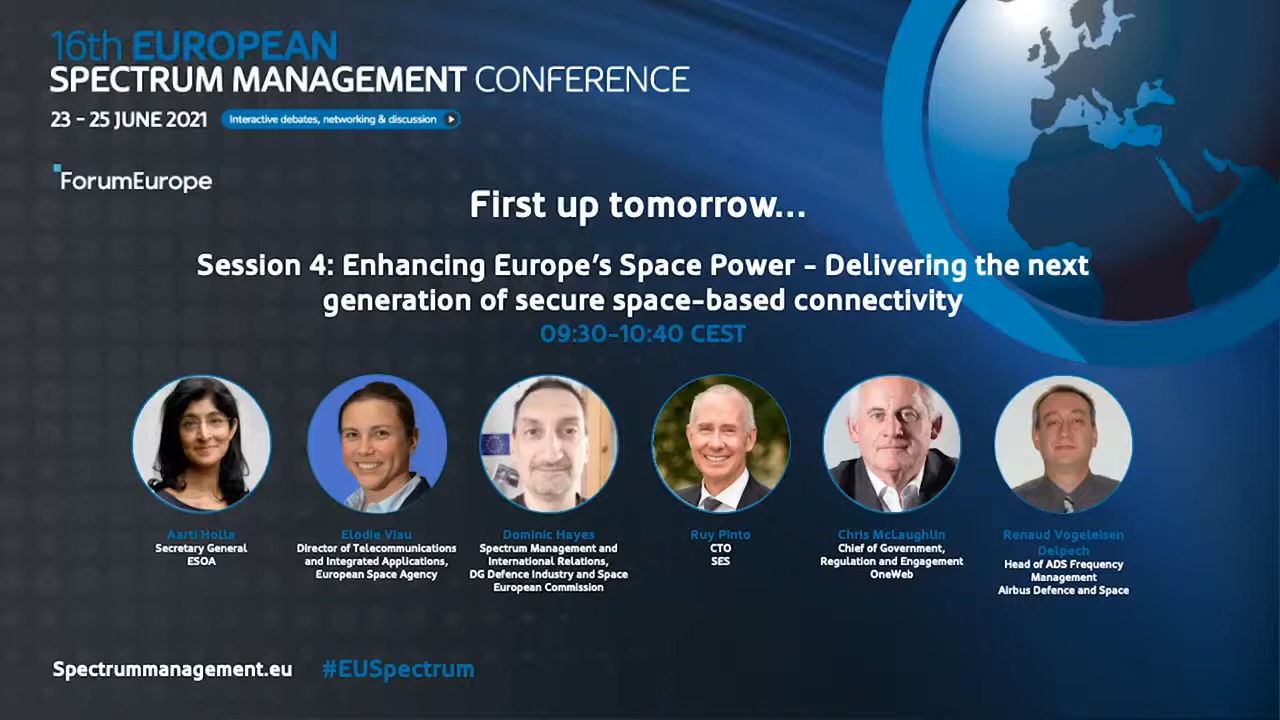 16th EUROPEAN
SPECTRUM MANAGEMENT CONFERENCE
23 - 25 JUNE 2021 Interactive debates, networking & discussion
ForumEurope
First up tomorrow...
Session 4: Enhancing Europe's Space Power - Delivering the next
generation of secure space-based connectivity
09:30-10:40 CEST
Aarti Holla
Secretary General
ESOA
Elodie Viau
Director of Telecommunications
and Integrated Applications,
European Space Agency
Dominic Hayes
Spectrum Management and
International Relations,
DG Defence Industry and Space
European Commission
Ruy Pinto
CTO
SES
Chris McLaughlin
Chief of Government,
Regulation and Engagement
OneWeb
Renaud Vogeleisen
Delpech
Head of ADS Frequency
Management
Airbus Defence and Space
Spectrummanagement.eu #EUSpectrum